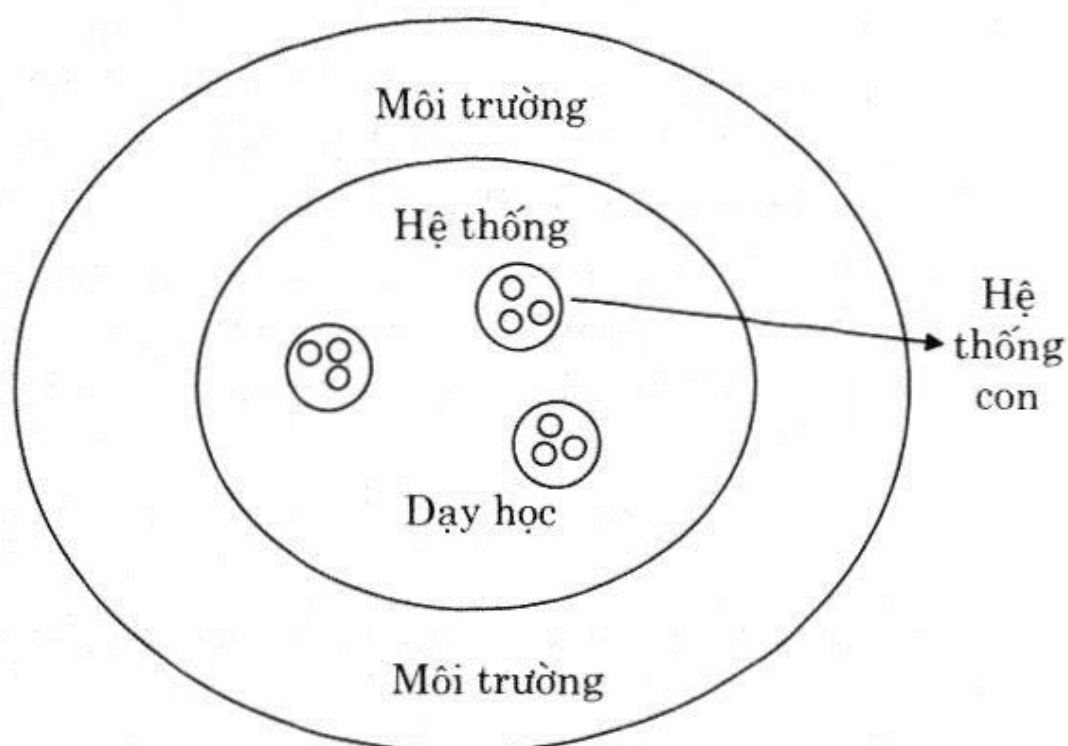 Môi trường
Hệ thống
Hệ
thống
con
Dạy học
Môi trường